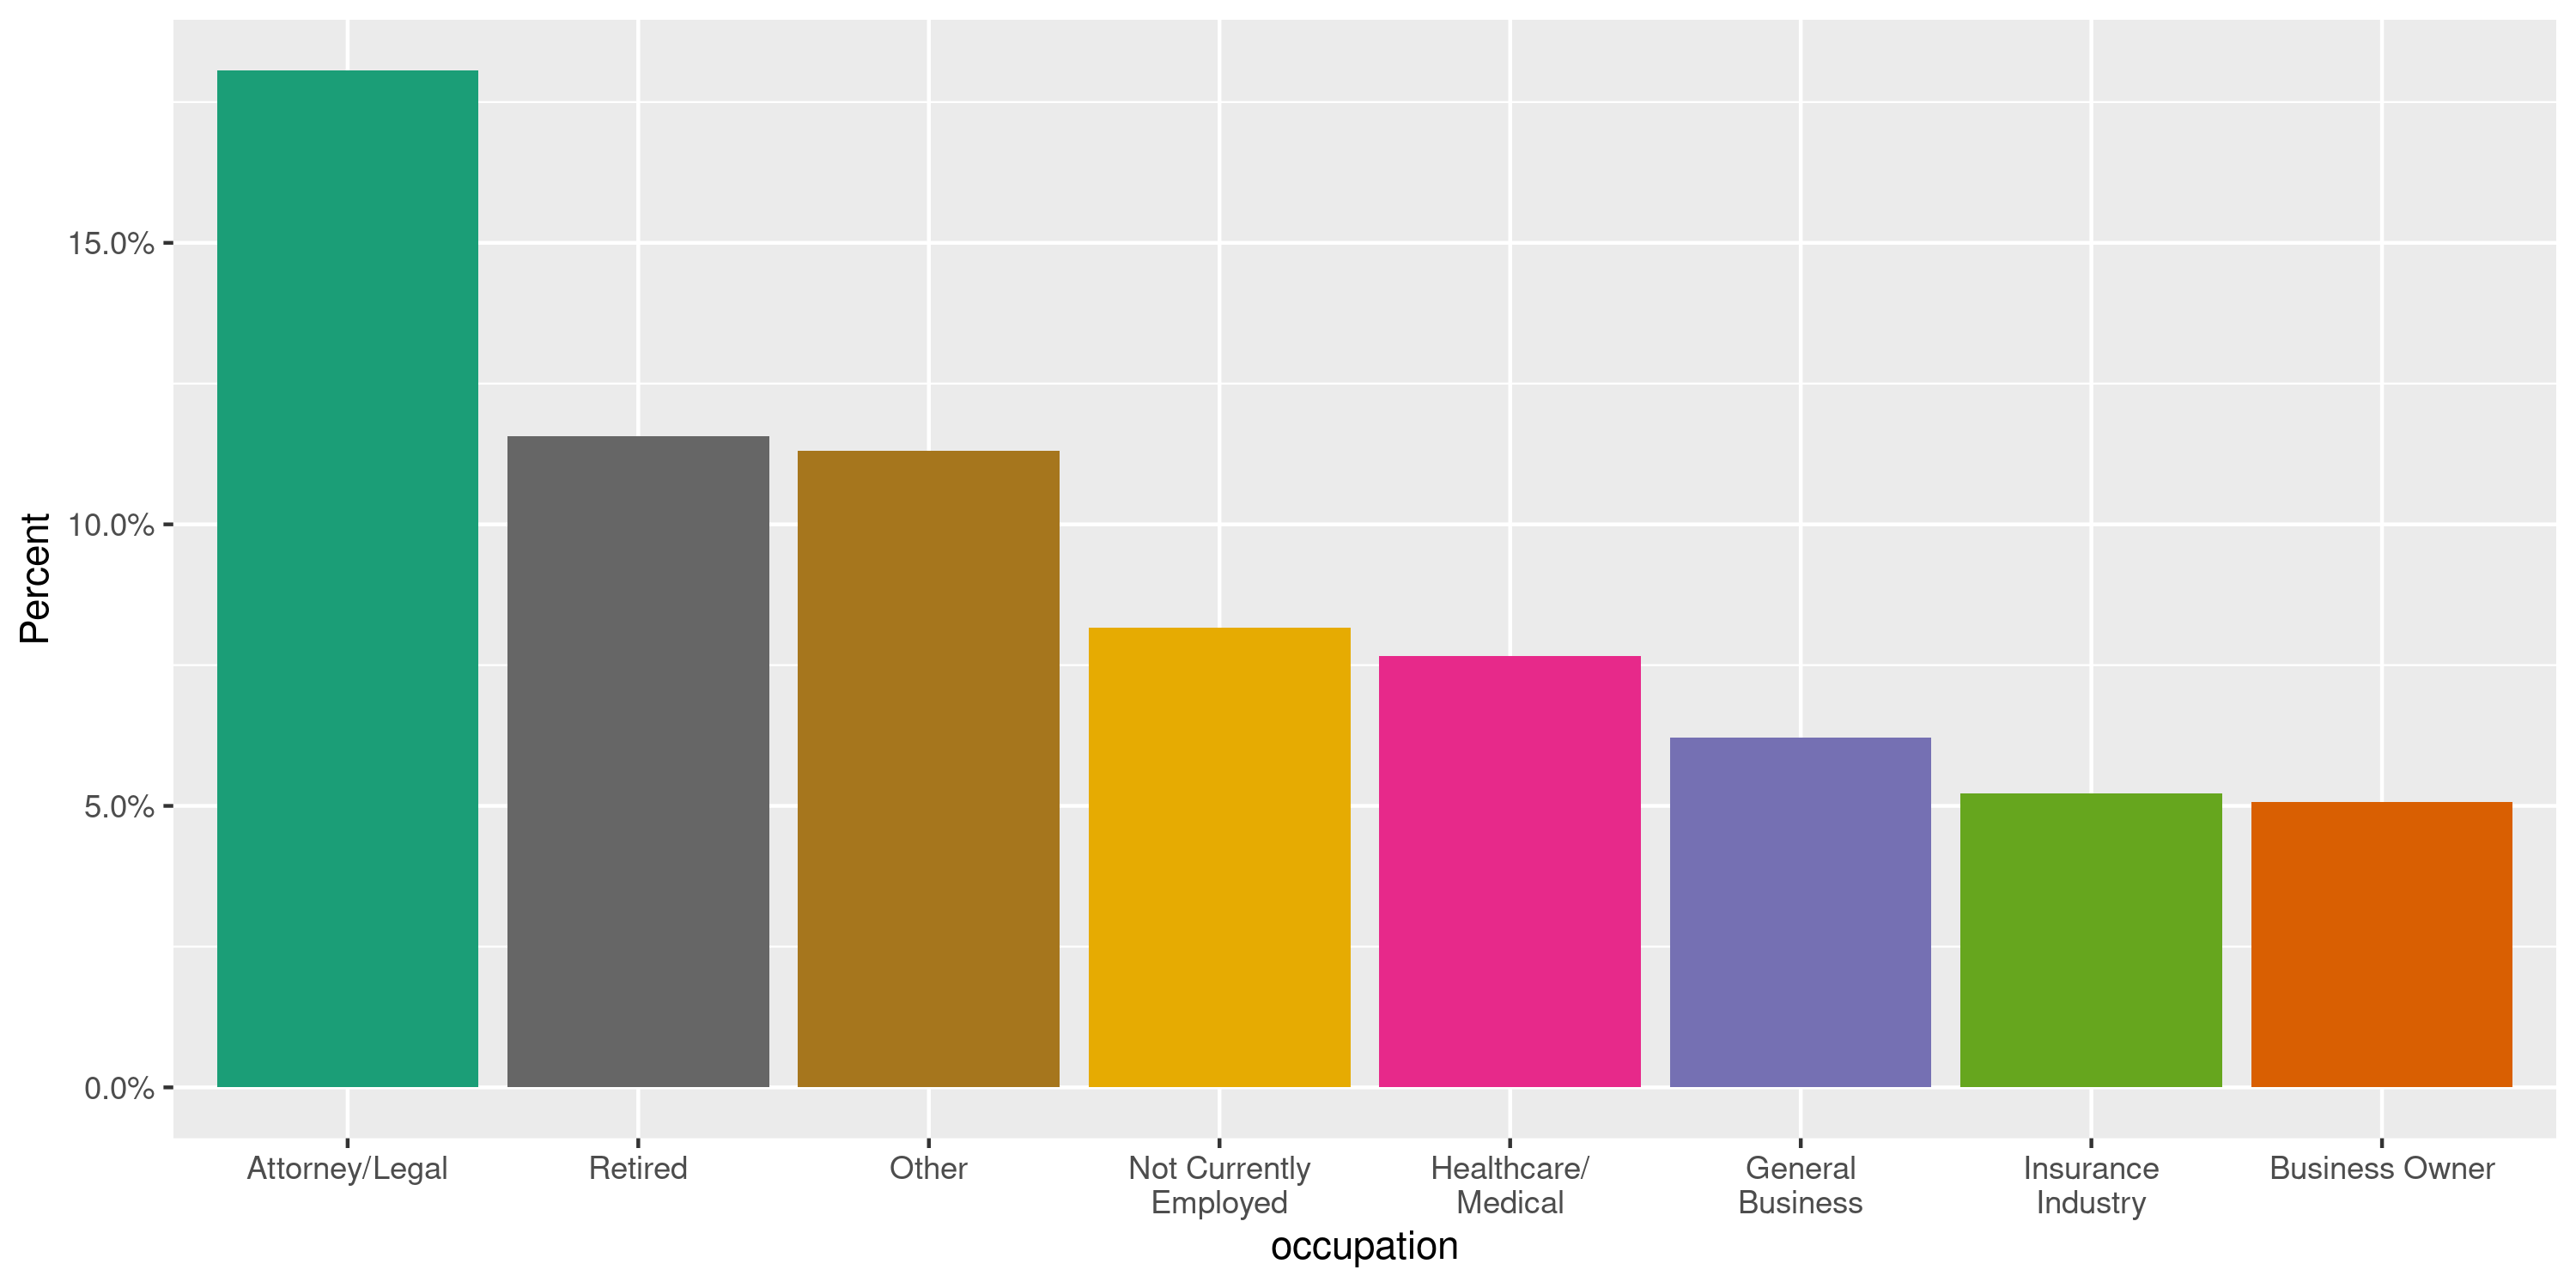 Percent
15.0%
10.0%
5.0%
0.0%
Attorney/Legal
Retired
Other
Not Currently
Employed
Healthcare/
Medical
General
Business
Insurance
Industry
Business Owner
occupation